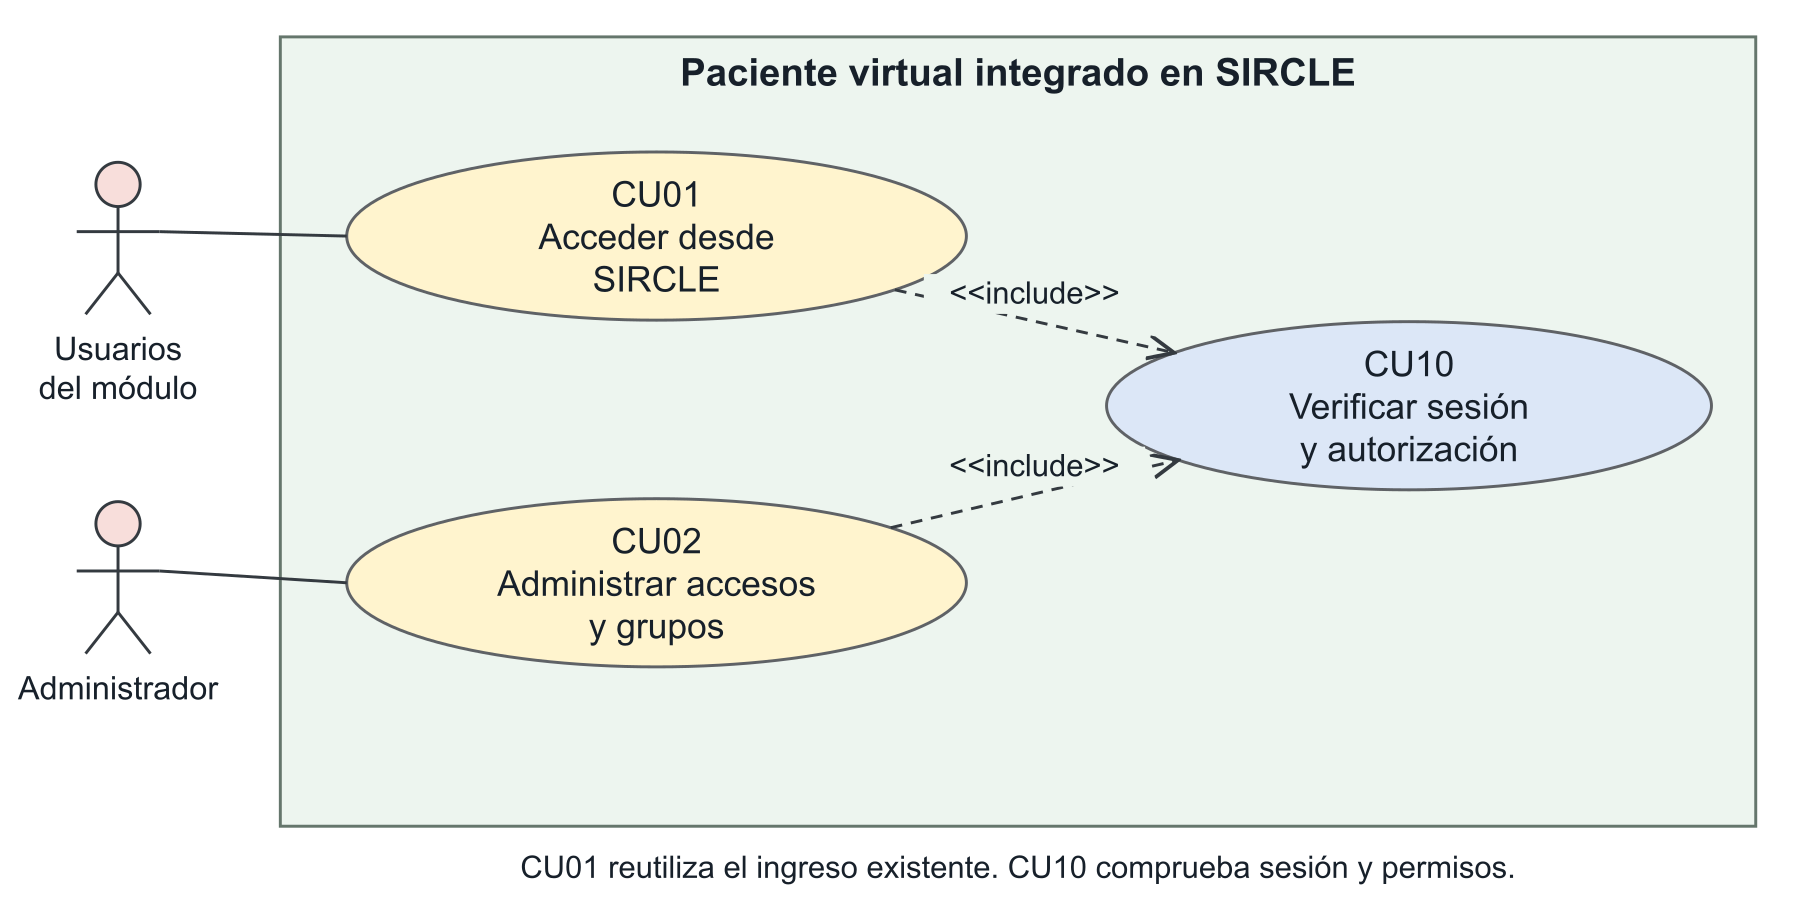 Paciente virtual integrado en SIRCLE
CU01
Acceder desde
SIRCLE
<<include>>
Usuarios
del módulo
CU10
Verificar sesión
y autorización
<<include>>
CU02
Administrar accesos
y grupos
Administrador
CU01 reutiliza el ingreso existente. CU10 comprueba sesión y permisos.